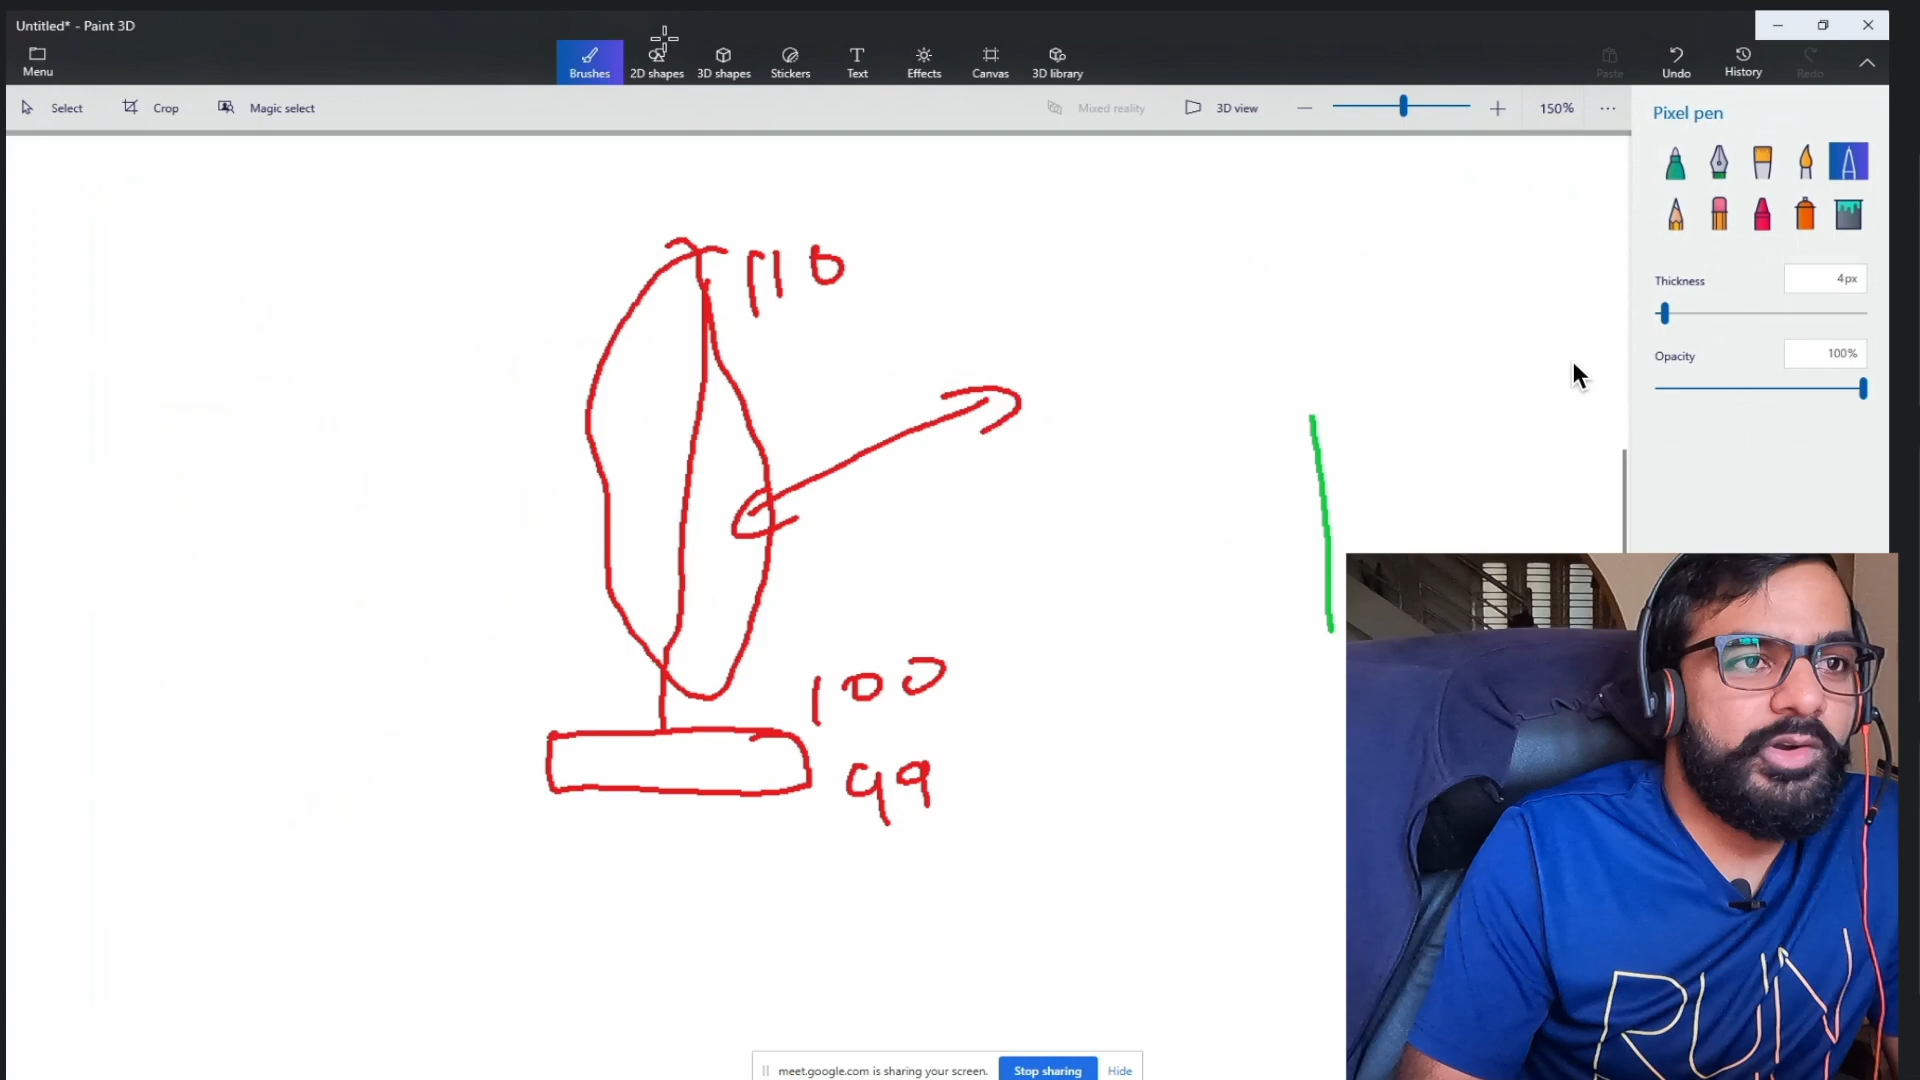 Untitled* - Paint 3D
Menu
Brushes
2D shapes
3D shapes
Stickers
Text
Effects
Canvas
3D library
Paste
Undo
History
Redo
Select
Crop
Magic select
Mixed reality
3D view
150%
Pixel pen
Thickness
4px
Opacity
100%
110
100
99
RUN
meet.google.com is sharing your screen.
Stop sharing
Hide